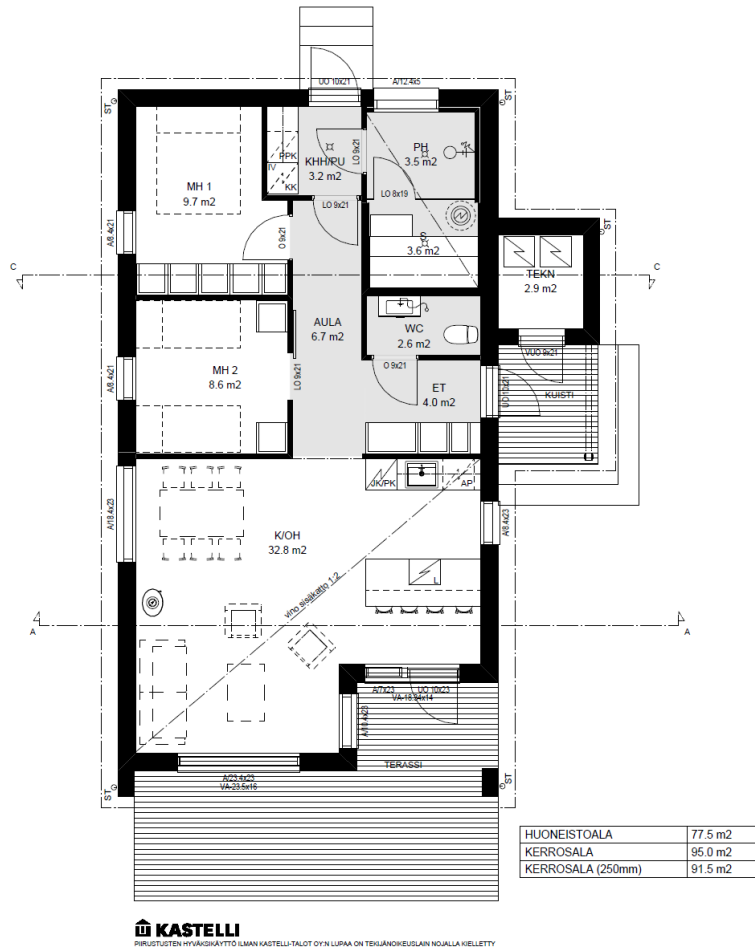 UO 10x21
A/12.4x5
ST
ST
PPK
IV
KK
KHH/PU
3.2 m2
LO 9x21
PH
3.5 m2
LO 8x19
MH 1
9.7 m2
LO 9x21
A/8.4x21
O 9x21
S
3.6 m2
ST
C
C
TEKN
2.9 m2
AULA
6.7 m2
WC
2.6 m2
VUO 9x21
A/8.4x21
MH 2
8.6 m2
LO 9x21
O 9x21
ET
4.0 m2
UO 10x21
KUISTI
A/18.4x23
JK/PK
AP
A/8.4x23
K/OH
32.8 m2
L
vino sisäkatto 1:2
A
A
A/7x23
UO 10x23
VA-18.34x14
A/10.4x23
TERASSI
A/23.4x23
VA-23.5x16
ST
ST
HUONEISTOALA 77.5 m2
KERROSALA 95.0 m2
KERROSALA (250mm) 91.5 m2
KASTELLI
PIIRUSTUSTEN HYVÄKSIKÄYTTÖ ILMAN KASTELLI-TALOT OY:N LUPAA ON TEKIJÄNOIKEUSLAIN NOJALLA KIELLETTY